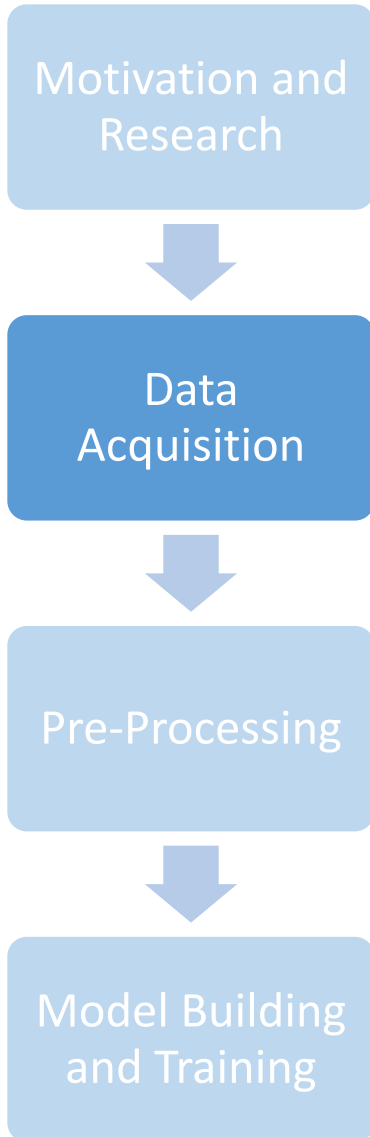 Motivation and
Research
Data
Acquisition
Pre-Processing
Model Building
and Training